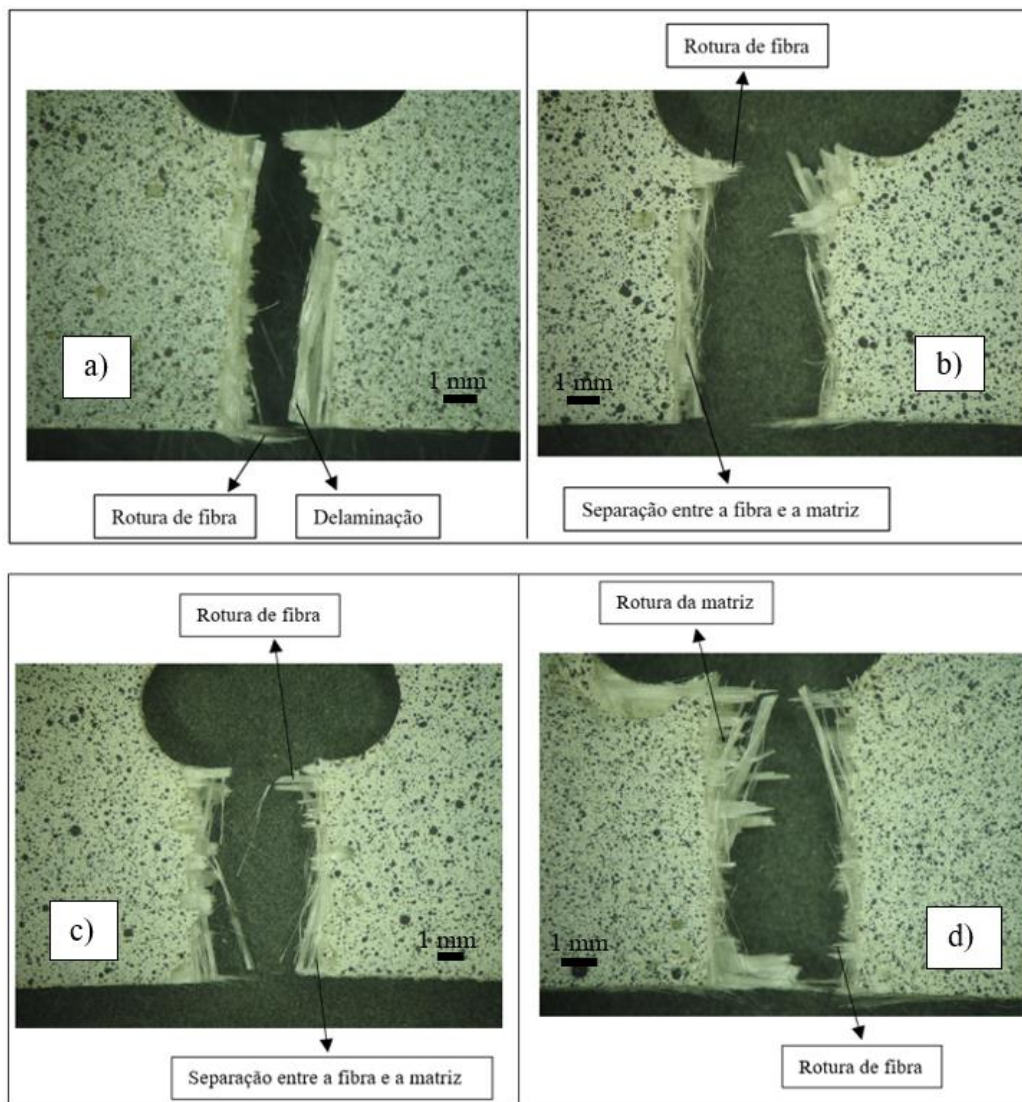 Rotura de fibra
a)
1 mm
b)
1 mm
Rotura de fibra
Delaminação
Separação entre a fibra e a matriz
Rotura de fibra
Rotura da matriz
c)
1 mm
d)
1 mm
Separação entre a fibra e a matriz
Rotura de fibra